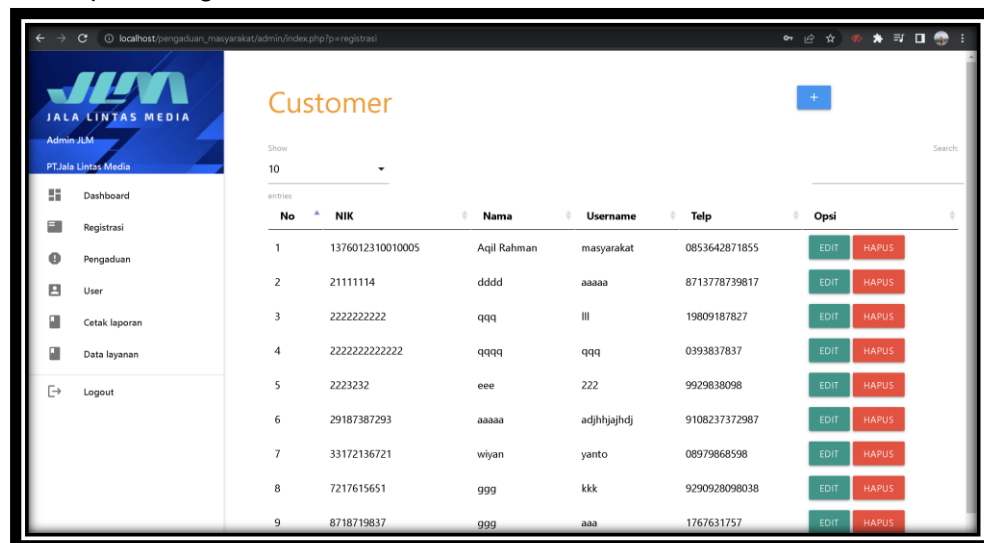 localhost/pengaduan_masyarakat/admin/index.php?p=registrasi
JLM
JALA LINTAS MEDIA
Admin JLM
PT.Jala Lintas Media
Dashboard
Registrasi
Pengaduan
User
Cetak laporan
Data layanan
Logout
Customer
+
Show
10
entries
Search:
No NIK Nama Username Telp Opsi
1 1376012310010005 Aqil Rahman masyarakat 0853642871855 EDIT HAPUS
2 21111114 dddd aaaaa 8713778739817 EDIT HAPUS
3 2222222222 qqq lll 19809187827 EDIT HAPUS
4 2222222222222 qqqq qqq 0393837837 EDIT HAPUS
5 2223232 eee 222 9929838098 EDIT HAPUS
6 29187387293 aaaaa adjhhjajhdj 9108237372987 EDIT HAPUS
7 33172136721 wiyan yanto 08979868598 EDIT HAPUS
8 7217615651 ggg kkk 9290928098038 EDIT HAPUS
9 8718719837 ggg aaa 1767631757 EDIT HAPUS